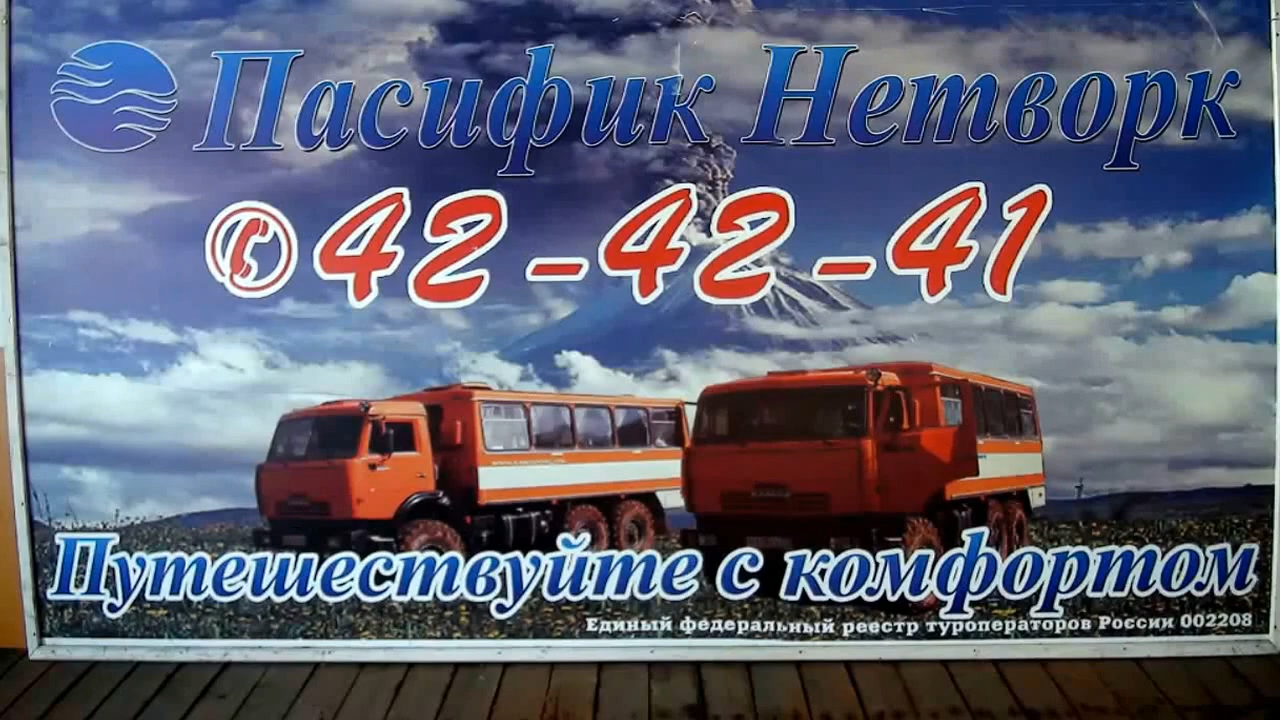 Пасифик Нетворк
42-42-41
Путешествуйте с комфортом
Единый федеральный реестр туроператоров России 002208